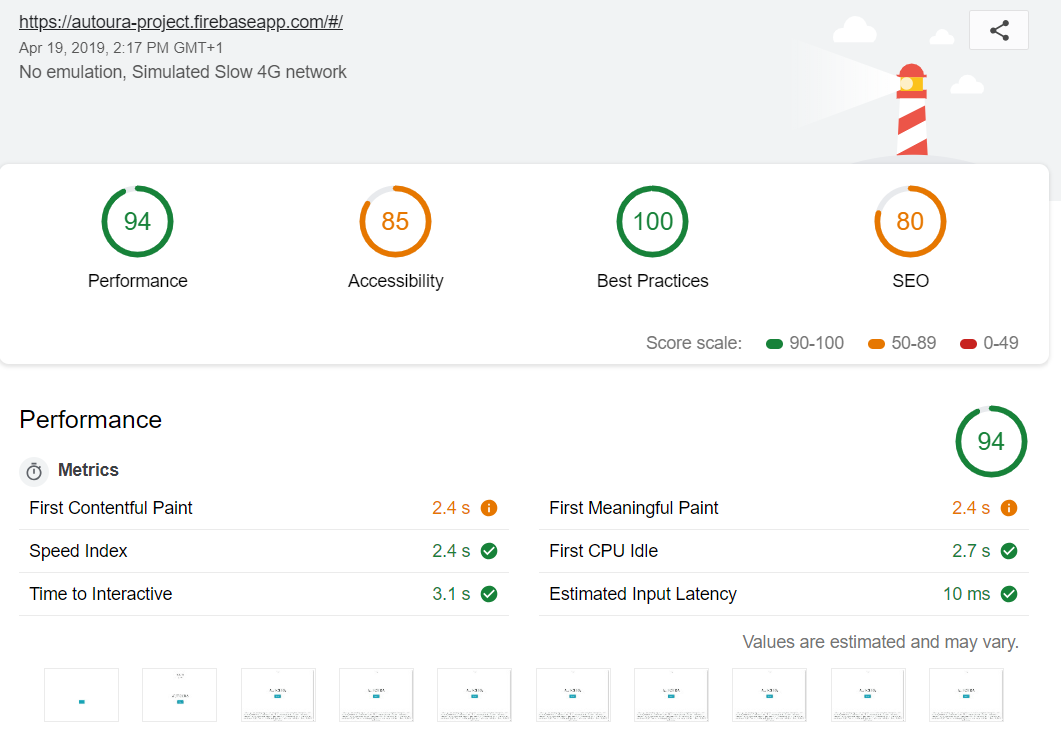 https://autoura-project.firebaseapp.com/#/
Apr 19, 2019, 2:17 PM GMT+1
No emulation, Simulated Slow 4G network
94 85 100 80
Performance Accessibility Best Practices SEO
Score scale: 90-100 50-89 0-49
Performance
94
Metrics
First Contentful Paint 2.4 s
First Meaningful Paint 2.4 s
Speed Index 2.4 s
First CPU Idle 2.7 s
Time to Interactive 3.1 s
Estimated Input Latency 10 ms
Values are estimated and may vary.